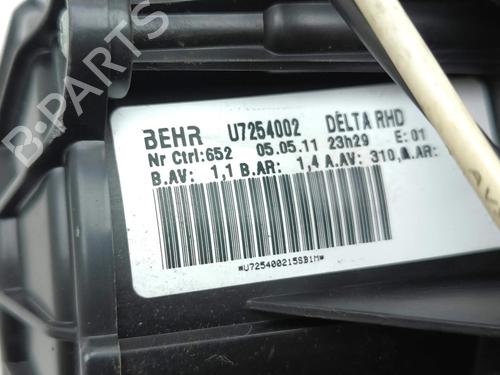 B-PARTS
BEHR U7254002 DELTA RHD
Nr Ctrl:652 05.05.11 23h29 E:01
B.AV: 1,1 B.AR: 1,4 A.AV: 310, A.AR:
*U725400215SB1M*